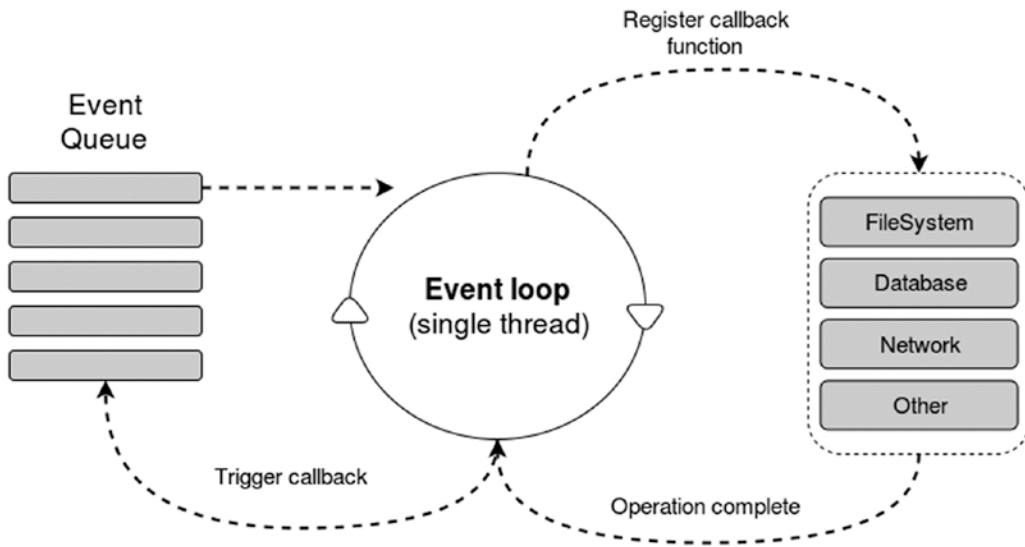 Register callback
function
Event
Queue
FileSystem
Event loop
(single thread)
Database
Network
Other
Trigger callback
Operation complete